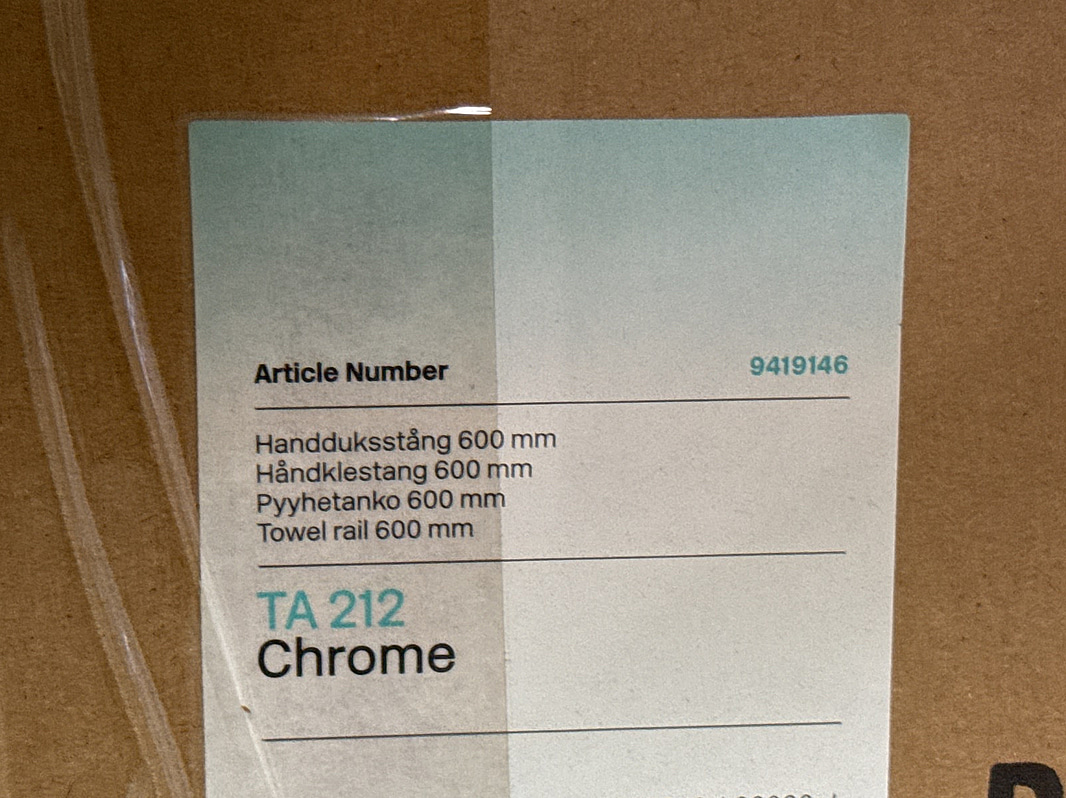 Article Number 9419146
Handduksstång 600 mm
Håndklestang 600 mm
Pyyhetanko 600 mm
Towel rail 600 mm
TA 212
Chrome